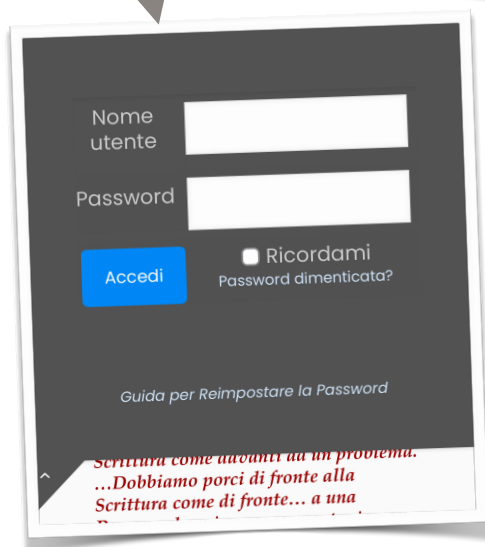 Nome
utente
Password
Ricordami
Accedi
Password dimenticata?
Guida per Reimpostare la Password
Scrittura come davanti ad un problema.
…Dobbiamo porci di fronte alla
Scrittura come di fronte… a una